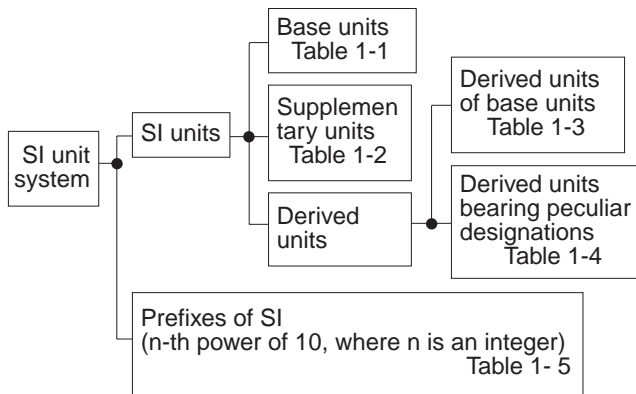 SI unit
system
SI units
Base units
Table 1-1
Supplemen
tary units
Table 1-2
Derived
units
Derived units
of base units
Table 1-3
Derived units
bearing peculiar
designations
Table 1-4
Prefixes of SI
(n-th power of 10, where n is an integer)
Table 1- 5